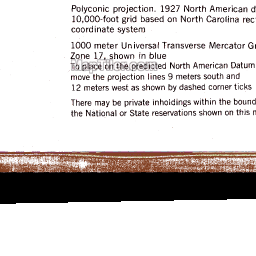 Polyconic projection. 1927 North American
10,000-foot grid based on North Carolina
coordinate system
1000 meter Universal Transverse Mercator
Zone 17, shown in blue
To place on the predicted North American Datum
move the projection lines 9 meters south and
12 meters west as shown by dashed corner ticks
There may be private inholdings within the
the National or State reservations shown on this